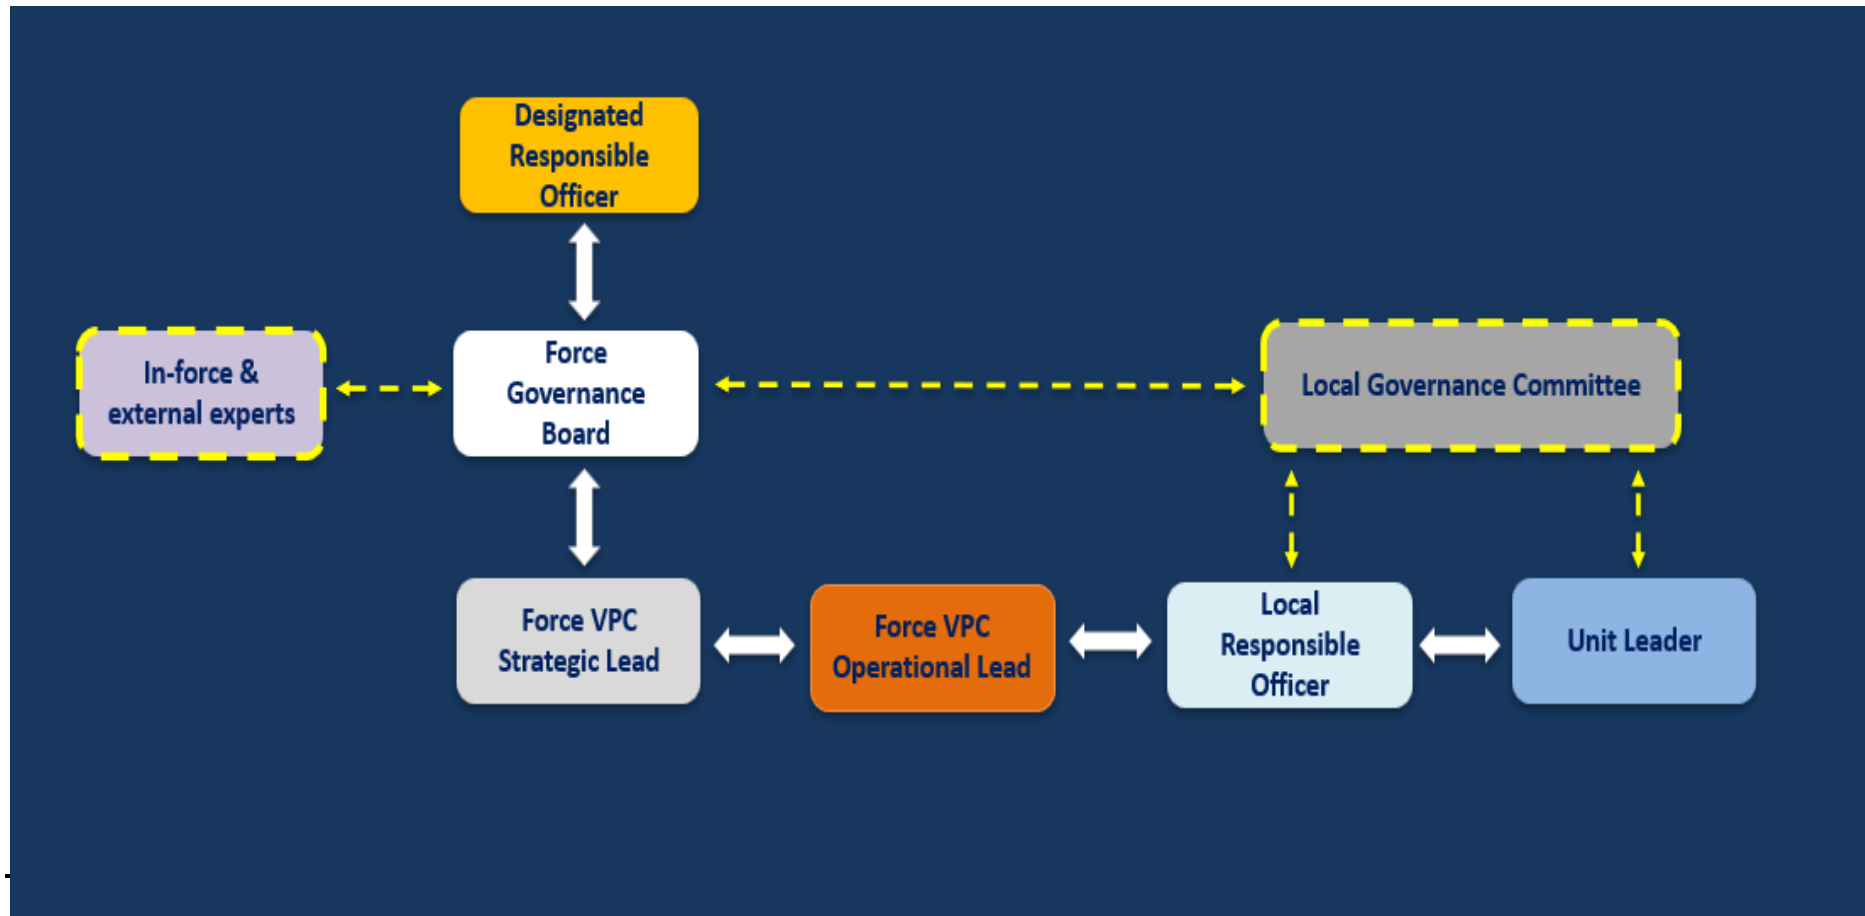 Designated
Responsible
Officer
In-force &
external experts
Force
Governance
Board
Local Governance Committee
Force VPC
Strategic Lead
Force VPC
Operational Lead
Local
Responsible
Officer
Unit Leader